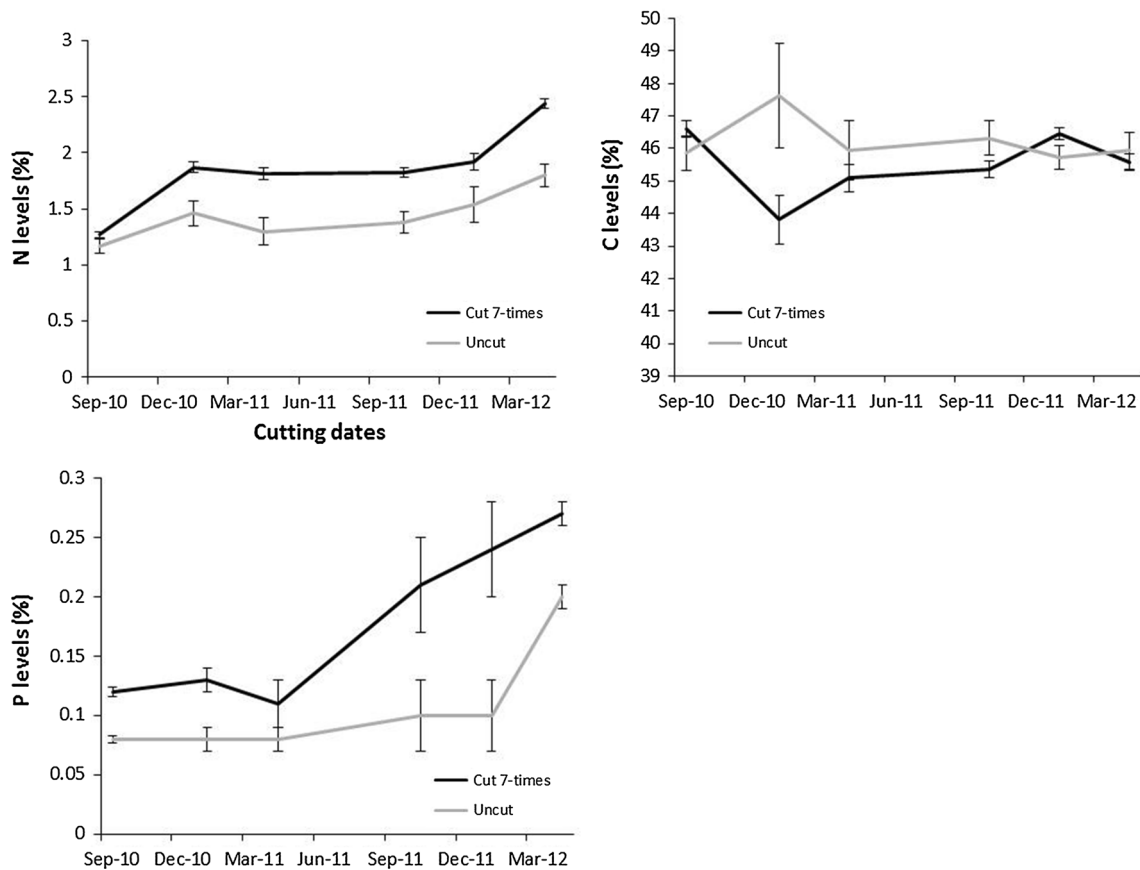 3
2.5
2
1.5
1
0.5
0
N levels (%)
Cut 7-times
Uncut
Sep-10 Dec-10 Mar-11 Jun-11 Sep-11 Dec-11 Mar-12
Cutting dates
50
49
48
47
46
45
44
43
42
41
40
39
C levels (%)
Cut 7-times
Uncut
Sep-10 Dec-10 Mar-11 Jun-11 Sep-11 Dec-11 Mar-12
0.3
0.25
0.2
0.15
0.1
0.05
0
P levels (%)
Cut 7-times
Uncut
Sep-10 Dec-10 Mar-11 Jun-11 Sep-11 Dec-11 Mar-12